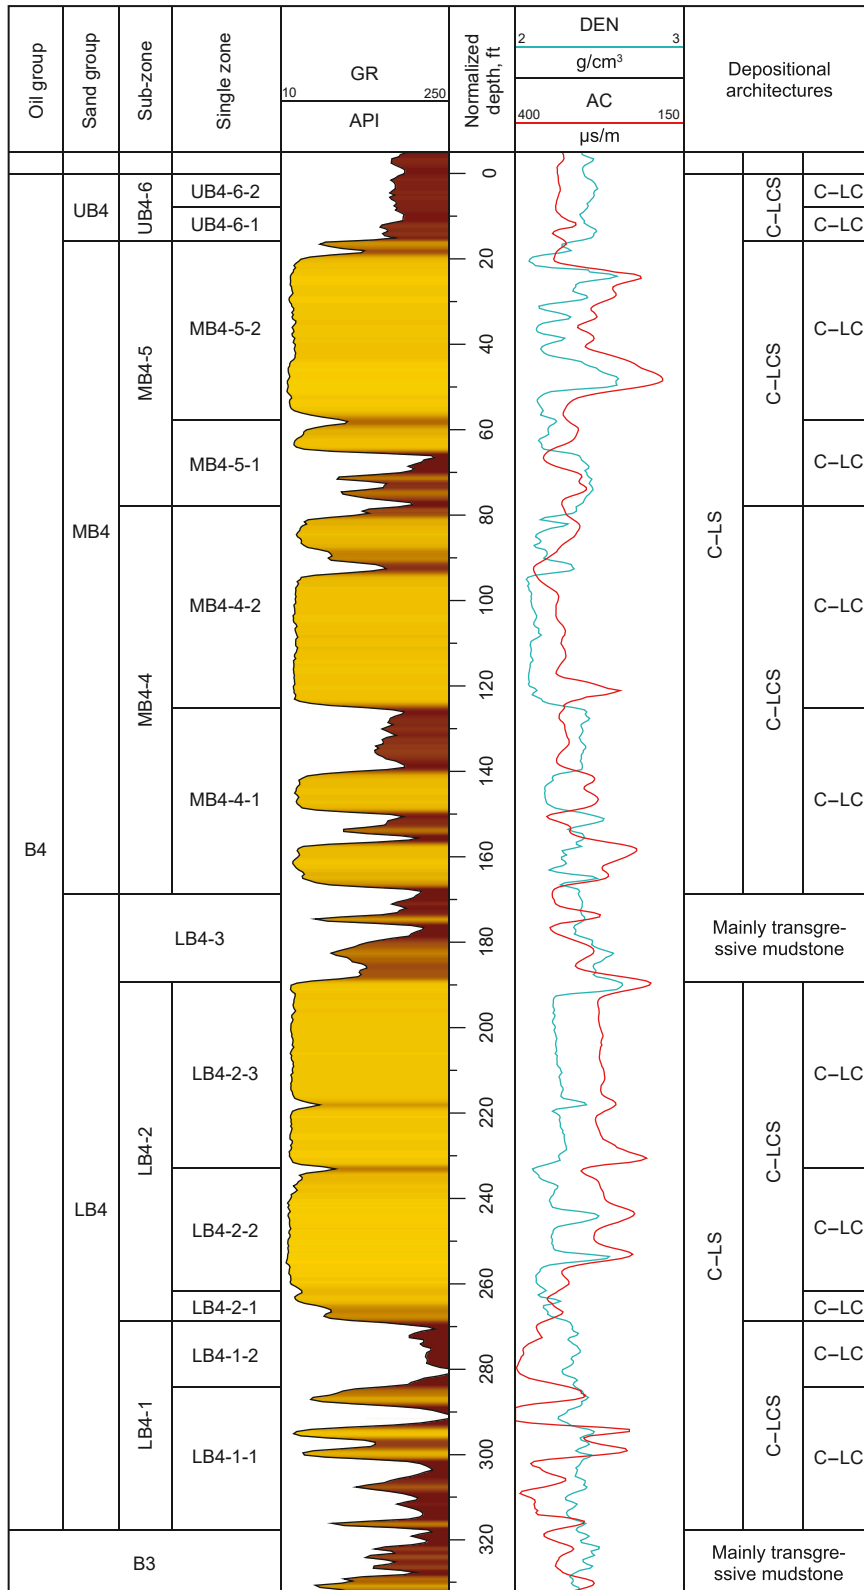 Oil group
Sand group
Sub-zone
Single zone
GR
10 250
API
Normalized
depth, ft
DEN
2 3
g/cm³
AC
400 150
μs/m
Depositional
architectures
0
20
40
60
80
100
120
140
160
180
200
220
240
260
280
300
320
B4
UB4
MB4
LB4
UB4-6
MB4-5
MB4-4
LB4-3
LB4-2
LB4-1
UB4-6-2
UB4-6-1
MB4-5-2
MB4-5-1
MB4-4-2
MB4-4-1
LB4-2-3
LB4-2-2
LB4-2-1
LB4-1-2
LB4-1-1
B3
C–LS
C–LCS
C–LC
C–LC
C–LCS
C–LC
C–LC
C–LCS
C–LC
C–LC
Mainly transgre-
ssive mudstone
C–LS
C–LCS
C–LC
C–LC
C–LC
C–LCS
C–LC
C–LC
Mainly transgre-
ssive mudstone